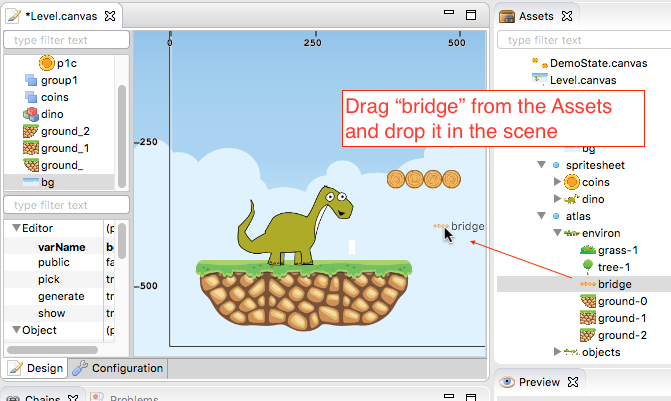 *Level.canvas
type filter text
p1c
group1
coins
dino
ground_2
ground_1
ground_
bg
type filter text
Editor (p
varName b
public fa
pick tr
generate tr
show tr
Object (p
Design
Configuration
0 250 500
-250
-500
Drag “bridge” from the Assets
and drop it in the scene
bridge
Assets
type filter text
DemoState.canvas
Level.canvas
bg
spritesheet
coins
dino
atlas
environ
grass-1
tree-1
bridge
ground-0
ground-1
ground-2
objects
Chains
Problems
Preview